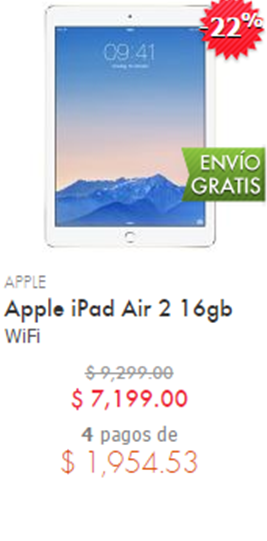 -22%
09:41
ENVÍO
GRATIS
APPLE
Apple iPad Air 2 16gb
WiFi
$ 9,299.00
$ 7,199.00
4 pagos de
$ 1,954.53